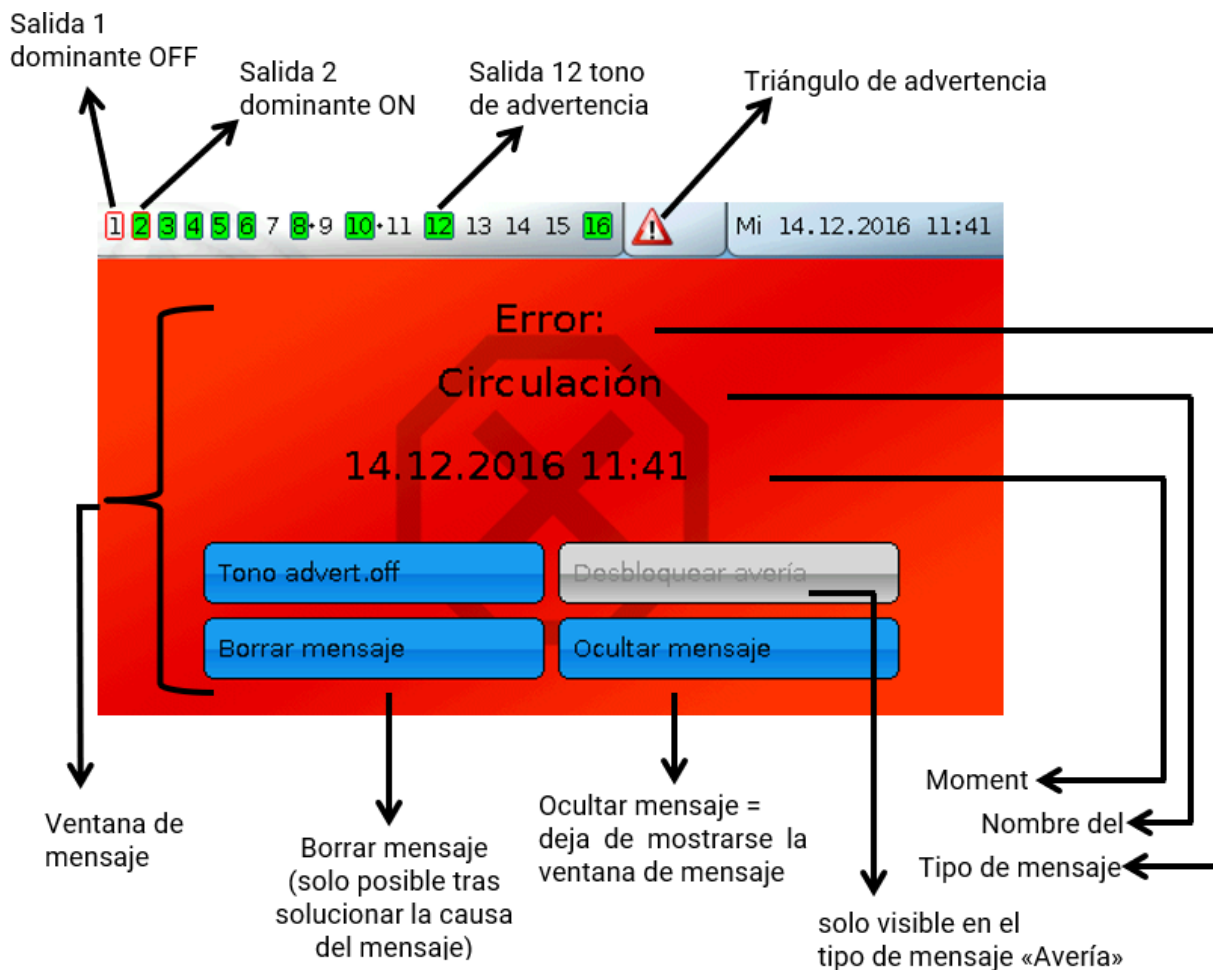 Salida 1
dominante OFF
Salida 2
dominante ON
Salida 12 tono
de advertencia
Triángulo de advertencia
1 2 3 4 5 6 7 8+9 10+11 12 13 14 15 16
Mi 14.12.2016 11:41
Error:
Circulación
14.12.2016 11:41
Tono advert.off
Desbloquear avería
Borrar mensaje
Ocultar mensaje
Ventana de
mensaje
Borrar mensaje
(solo posible tras
solucionar la causa
del mensaje)
Ocultar mensaje =
deja de mostrarse la
ventana de mensaje
Moment
Nombre del
Tipo de mensaje
solo visible en el
tipo de mensaje «Avería»